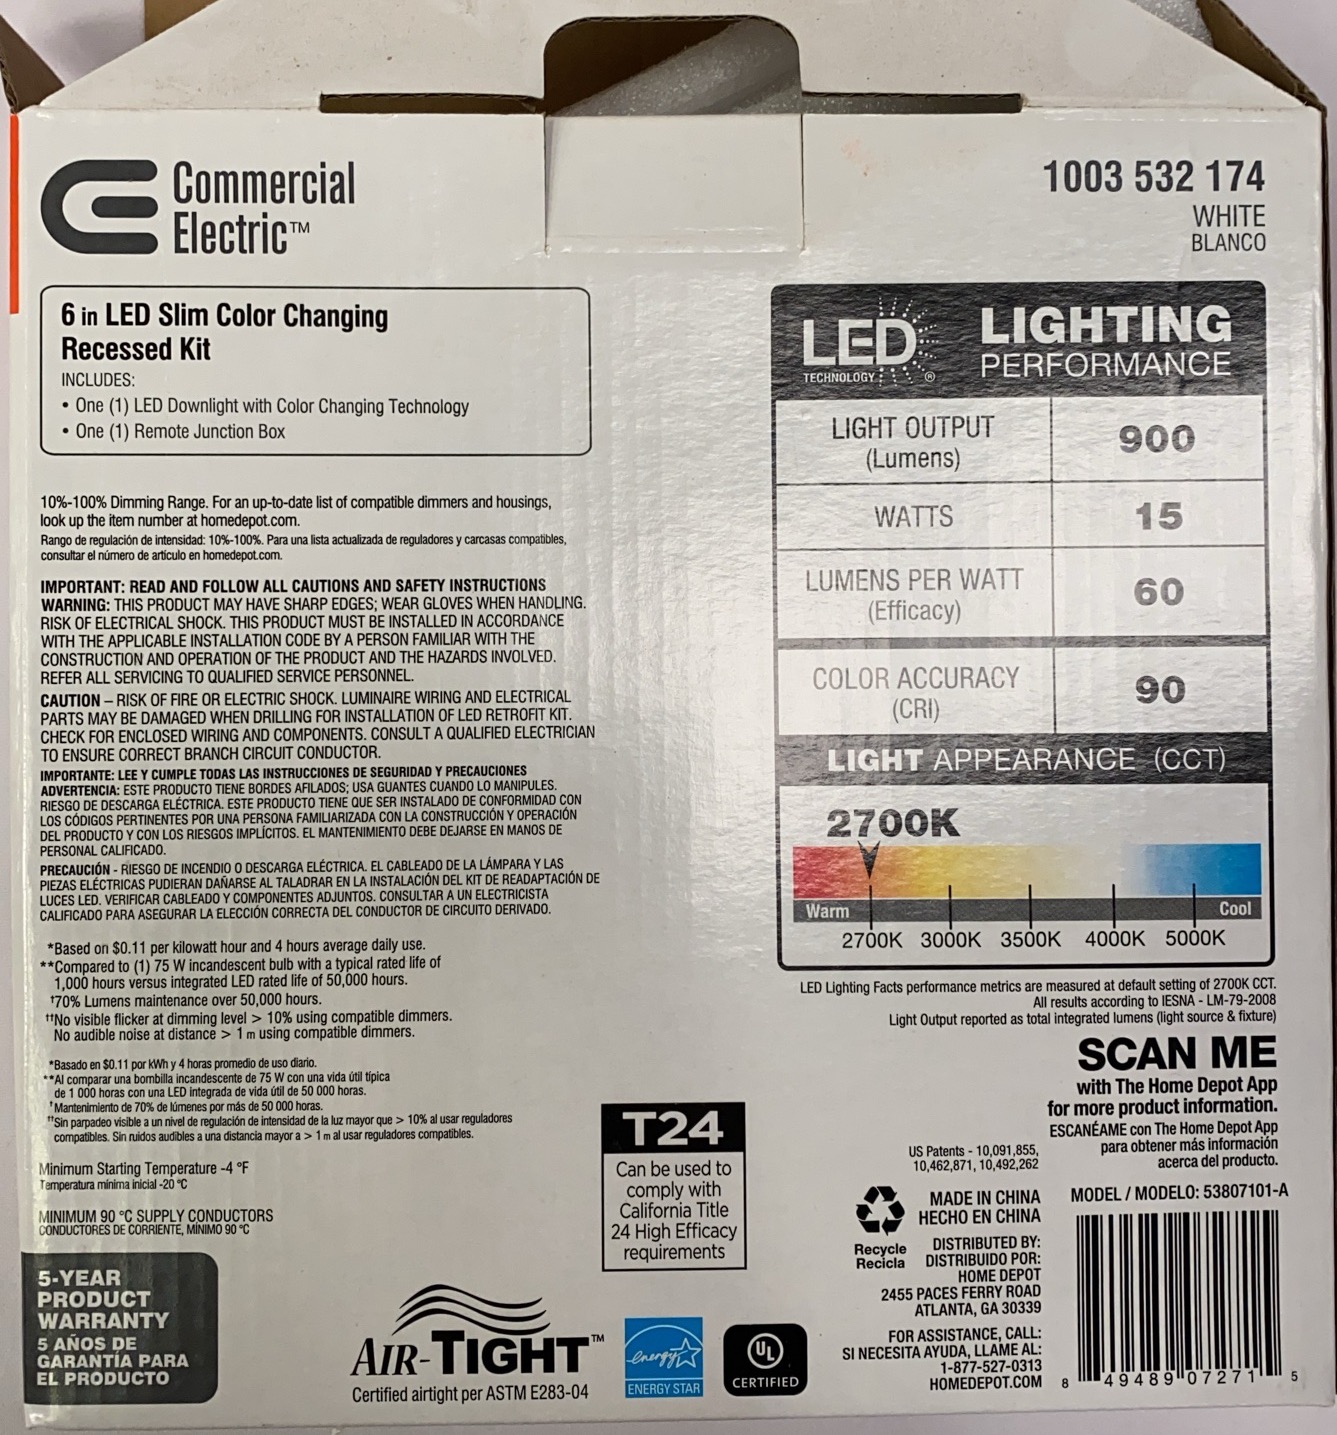 Commercial
Electric™
1003 532 174
WHITE
BLANCO
6 in LED Slim Color Changing
Recessed Kit
INCLUDES:
• One (1) LED Downlight with Color Changing Technology
• One (1) Remote Junction Box
10%-100% Dimming Range. For an up-to-date list of compatible dimmers and housings,
look up the item number at homedepot.com.
Rango de regulación de intensidad: 10%-100%. Para una lista actualizada de reguladores y carcasas compatibles,
consultar el número de artículo en homedepot.com.
IMPORTANT: READ AND FOLLOW ALL CAUTIONS AND SAFETY INSTRUCTIONS
WARNING: THIS PRODUCT MAY HAVE SHARP EDGES; WEAR GLOVES WHEN HANDLING.
RISK OF ELECTRICAL SHOCK. THIS PRODUCT MUST BE INSTALLED IN ACCORDANCE
WITH THE APPLICABLE INSTALLATION CODE BY A PERSON FAMILIAR WITH THE
CONSTRUCTION AND OPERATION OF THE PRODUCT AND THE HAZARDS INVOLVED.
REFER ALL SERVICING TO QUALIFIED SERVICE PERSONNEL.
CAUTION – RISK OF FIRE OR ELECTRIC SHOCK. LUMINAIRE WIRING AND ELECTRICAL
PARTS MAY BE DAMAGED WHEN DRILLING FOR INSTALLATION OF LED RETROFIT KIT.
CHECK FOR ENCLOSED WIRING AND COMPONENTS. CONSULT A QUALIFIED ELECTRICIAN
TO ENSURE CORRECT BRANCH CIRCUIT CONDUCTOR.
IMPORTANTE: LEE Y CUMPLE TODAS LAS INSTRUCCIONES DE SEGURIDAD Y PRECAUCIONES
ADVERTENCIA: ESTE PRODUCTO TIENE BORDES AFILADOS; USA GUANTES CUANDO LO MANIPULES.
RIESGO DE DESCARGA ELÉCTRICA. ESTE PRODUCTO TIENE QUE SER INSTALADO DE CONFORMIDAD CON
LOS CÓDIGOS PERTINENTES POR UNA PERSONA FAMILIARIZADA CON LA CONSTRUCCIÓN Y OPERACIÓN
DEL PRODUCTO Y CON LOS RIESGOS IMPLÍCITOS. EL MANTENIMIENTO DEBE DEJARSE EN MANOS DE
PERSONAL CALIFICADO.
PRECAUCIÓN - RIESGO DE INCENDIO O DESCARGA ELÉCTRICA. EL CABLEADO DE LA LÁMPARA Y LAS
PIEZAS ELÉCTRICAS PUDIERAN DAÑARSE AL TALADRAR EN LA INSTALACIÓN DEL KIT DE READAPTACIÓN DE
LUCES LED. VERIFICAR CABLEADO Y COMPONENTES ADJUNTOS. CONSULTAR A UN ELECTRICISTA
CALIFICADO PARA ASEGURAR LA ELECCIÓN CORRECTA DEL CONDUCTOR DE CIRCUITO DERIVADO.
*Based on $0.11 per kilowatt hour and 4 hours average daily use.
**Compared to (1) 75 W incandescent bulb with a typical rated life of
1,000 hours versus integrated LED rated life of 50,000 hours.
†70% Lumens maintenance over 50,000 hours.
††No visible flicker at dimming level > 10% using compatible dimmers.
No audible noise at distance > 1 m using compatible dimmers.
*Basado en $0.11 por kWh y 4 horas promedio de uso diario.
**Al comparar una bombilla incandescente de 75 W con una vida útil típica
de 1 000 horas con una LED integrada de vida útil de 50 000 horas.
†Mantenimiento de 70% de lúmenes por más de 50 000 horas.
††Sin parpadeo visible a un nivel de regulación de intensidad de la luz mayor que > 10% al usar reguladores
compatibles. Sin ruidos audibles a una distancia mayor a > 1 m al usar reguladores compatibles.
Minimum Starting Temperature -4 °F
Temperatura mínima inicial -20 °C
MINIMUM 90 °C SUPPLY CONDUCTORS
CONDUCTORES DE CORRIENTE, MÍNIMO 90 °C
5-YEAR
PRODUCT
WARRANTY
5 AÑOS DE
GARANTÍA PARA
EL PRODUCTO
AIR-TIGHT™
Certified airtight per ASTM E283-04
T24
Can be used to
comply with
California Title
24 High Efficacy
requirements
energy
ENERGY STAR
UL
CERTIFIED
LED
TECHNOLOGY ®
LIGHTING
PERFORMANCE
LIGHT OUTPUT
(Lumens)
900
WATTS
15
LUMENS PER WATT
(Efficacy)
60
COLOR ACCURACY
(CRI)
90
LIGHT APPEARANCE (CCT)
2700K
Warm Cool
2700K 3000K 3500K 4000K 5000K
LED Lighting Facts performance metrics are measured at default setting of 2700K CCT.
All results according to IESNA - LM-79-2008
Light Output reported as total integrated lumens (light source & fixture)
SCAN ME
with The Home Depot App
for more product information.
ESCANÉAME con The Home Depot App
para obtener más información
acerca del producto.
US Patents - 10,091,855,
10,462,871, 10,492,262
Recycle
Recicla
MADE IN CHINA
HECHO EN CHINA
DISTRIBUTED BY:
DISTRIBUIDO POR:
HOME DEPOT
2455 PACES FERRY ROAD
ATLANTA, GA 30339
FOR ASSISTANCE, CALL:
SI NECESITA AYUDA, LLAME AL:
1-877-527-0313
HOMEDEPOT.COM
MODEL / MODELO: 53807101-A
8 49489 07271 5